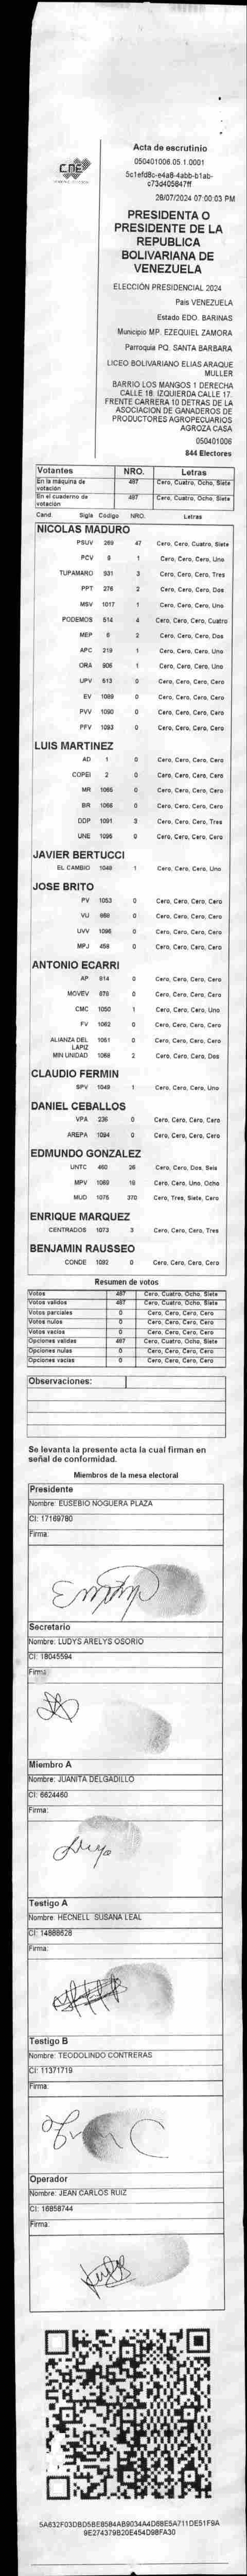 CNE
Acta de escrutinio
050401006.05.1.0001
5c1efd8c-e4a8-4abb-b1ab-
c73d405847ff
28/07/2024 07:00:03 PM
PRESIDENTA O
PRESIDENTE DE LA
REPUBLICA
BOLIVARIANA DE
VENEZUELA
ELECCIÓN PRESIDENCIAL 2024
Pais VENEZUELA
Estado EDO. BARINAS
Municipio MP. EZEQUIEL ZAMORA
Parroquia PQ. SANTA BARBARA
LICEO BOLIVARIANO ELIAS ARAQUE
MULLER
BARRIO LOS MANGOS 1 DERECHA
CALLE 18. IZQUIERDA CALLE 17.
FRENTE CARRERA 10 DETRAS DE LA
ASOCIACION DE GANADEROS DE
PRODUCTORES AGROPECUARIOS
AGROZA CASA
050401006
844 Electores
Votantes NRO. Letras
En la máquina de votación 487 Cero, Cuatro, Ocho, Siete
En el cuaderno de votación 487 Cero, Cuatro, Ocho, Siete
Cand. Sigla Codigo NRO. Letras
NICOLAS MADURO
PSUV 269 47 Cero, Cero, Cuatro, Siete
PCV 9 1 Cero, Cero, Cero, Uno
TUPAMARO 931 3 Cero, Cero, Cero, Tres
PPT 276 2 Cero, Cero, Cero, Dos
MSV 1017 1 Cero, Cero, Cero, Uno
PODEMOS 514 4 Cero, Cero, Cero, Cuatro
MEP 6 2 Cero, Cero, Cero, Dos
APC 219 1 Cero, Cero, Cero, Uno
ORA 906 1 Cero, Cero, Cero, Uno
UPV 513 0 Cero, Cero, Cero, Cero
EV 1089 0 Cero, Cero, Cero, Cero
PVV 1090 0 Cero, Cero, Cero, Cero
PFV 1093 0 Cero, Cero, Cero, Cero
LUIS MARTINEZ
AD 1 0 Cero, Cero, Cero, Cero
COPEI 2 0 Cero, Cero, Cero, Cero
MR 1065 0 Cero, Cero, Cero, Cero
BR 1066 0 Cero, Cero, Cero, Cero
DDP 1091 3 Cero, Cero, Cero, Tres
UNE 1095 0 Cero, Cero, Cero, Cero
JAVIER BERTUCCI
EL CAMBIO 1048 1 Cero, Cero, Cero, Uno
JOSE BRITO
PV 1053 0 Cero, Cero, Cero, Cero
VU 868 0 Cero, Cero, Cero, Cero
UVV 1096 0 Cero, Cero, Cero, Cero
MPJ 458 0 Cero, Cero, Cero, Cero
ANTONIO ECARRI
AP 814 0 Cero, Cero, Cero, Cero
MOVEV 878 0 Cero, Cero, Cero, Cero
CMC 1050 1 Cero, Cero, Cero, Uno
FV 1062 0 Cero, Cero, Cero, Cero
ALIANZA DEL LAPIZ 1061 0 Cero, Cero, Cero, Cero
MIN UNIDAD 1068 2 Cero, Cero, Cero, Dos
CLAUDIO FERMIN
SPV 1049 1 Cero, Cero, Cero, Uno
DANIEL CEBALLOS
VPA 236 0 Cero, Cero, Cero, Cero
AREPA 1094 0 Cero, Cero, Cero, Cero
EDMUNDO GONZALEZ
UNTC 460 26 Cero, Cero, Dos, Seis
MPV 1069 18 Cero, Cero, Uno, Ocho
MUD 1075 370 Cero, Tres, Siete, Cero
ENRIQUE MARQUEZ
CENTRADOS 1073 3 Cero, Cero, Cero, Tres
BENJAMIN RAUSSEO
CONDE 1092 0 Cero, Cero, Cero, Cero
Resumen de votos
Votos 487 Cero, Cuatro, Ocho, Siete
Votos validos 487 Cero, Cuatro, Ocho, Siete
Votos parciales 0 Cero, Cero, Cero, Cero
Votos nulos 0 Cero, Cero, Cero, Cero
Votos vacios 0 Cero, Cero, Cero, Cero
Opciones validas 487 Cero, Cuatro, Ocho, Siete
Opciones nulas 0 Cero, Cero, Cero, Cero
Opciones vacias 0 Cero, Cero, Cero, Cero
Observaciones:
Se levanta la presente acta la cual firman en
señal de conformidad.
Miembros de la mesa electoral
Presidente
Nombre: EUSEBIO NOGUERA PLAZA
CI: 17169780
Firma:
Secretario
Nombre: LUDYS ARELYS OSORIO
CI: 18045594
Firma:
Miembro A
Nombre: JUANITA DELGADILLO
CI: 6624460
Firma:
Testigo A
Nombre: HECNELL SUSANA LEAL
CI: 14888628
Firma:
Testigo B
Nombre: TEODOLINDO CONTRERAS
CI: 11371719
Firma:
Operador
Nombre: JEAN CARLOS RUIZ
CI: 16858744
Firma:
5A632F03DBD5BE8584AB9034A4D68E5A711DE51F9A
9E274379B20E454D98FA30